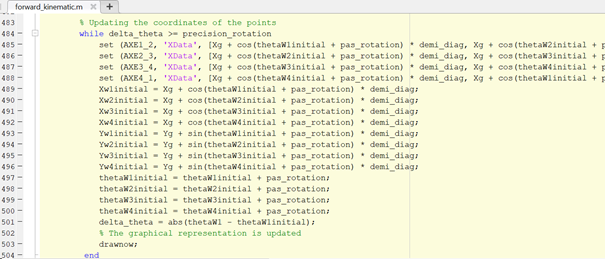 forward_kinematic.m
483 % Updating the coordinates of the points
484 while delta_theta >= precision_rotation
485 set (AXE1_2, 'XData', [Xg + cos(thetaW1initial + pas_rotation) * demi_diag, Xg + cos(thetaW2initial + p
486 set (AXE2_3, 'XData', [Xg + cos(thetaW2initial + pas_rotation) * demi_diag, Xg + cos(thetaW3initial + p
487 set (AXE3_4, 'XData', [Xg + cos(thetaW3initial + pas_rotation) * demi_diag, Xg + cos(thetaW4initial + p
488 set (AXE4_1, 'XData', [Xg + cos(thetaW4initial + pas_rotation) * demi_diag, Xg + cos(thetaW1initial + p
489 Xw1initial = Xg + cos(thetaW1initial + pas_rotation) * demi_diag;
490 Xw2initial = Xg + cos(thetaW2initial + pas_rotation) * demi_diag;
491 Xw3initial = Xg + cos(thetaW3initial + pas_rotation) * demi_diag;
492 Xw4initial = Xg + cos(thetaW4initial + pas_rotation) * demi_diag;
493 Yw1initial = Yg + sin(thetaW1initial + pas_rotation) * demi_diag;
494 Yw2initial = Yg + sin(thetaW2initial + pas_rotation) * demi_diag;
495 Yw3initial = Yg + sin(thetaW3initial + pas_rotation) * demi_diag;
496 Yw4initial = Yg + sin(thetaW4initial + pas_rotation) * demi_diag;
497 thetaW1initial = thetaW1initial + pas_rotation;
498 thetaW2initial = thetaW2initial + pas_rotation;
499 thetaW3initial = thetaW3initial + pas_rotation;
500 thetaW4initial = thetaW4initial + pas_rotation;
501 delta_theta = abs(thetaW1 - thetaW1initial);
502 % The graphical representation is updated
503 drawnow;
504 end